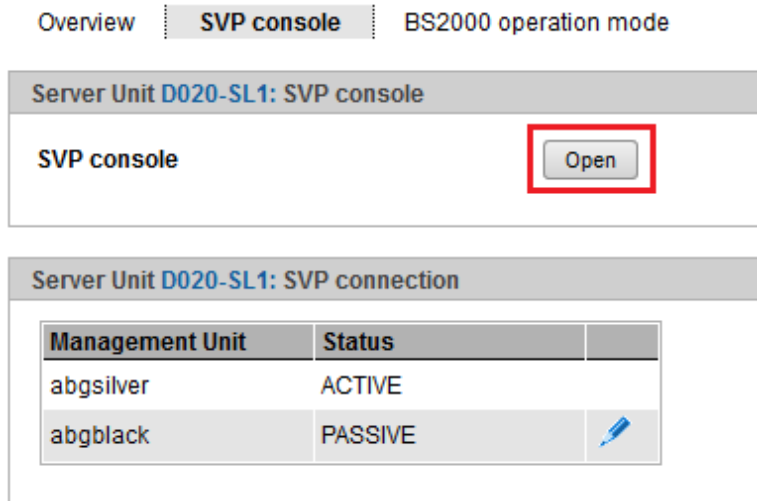 Overview SVP console BS2000 operation mode
Server Unit D020-SL1: SVP console
SVP console Open
Server Unit D020-SL1: SVP connection
Management Unit Status
abgsilver ACTIVE
abgblack PASSIVE